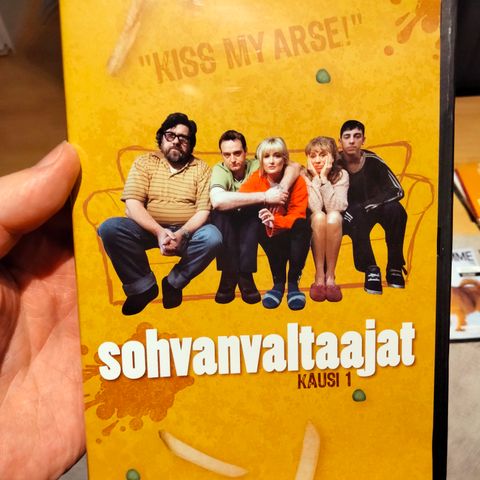 "KISS MY ARSE!"
sohvanvaltaajat
KAUSI 1